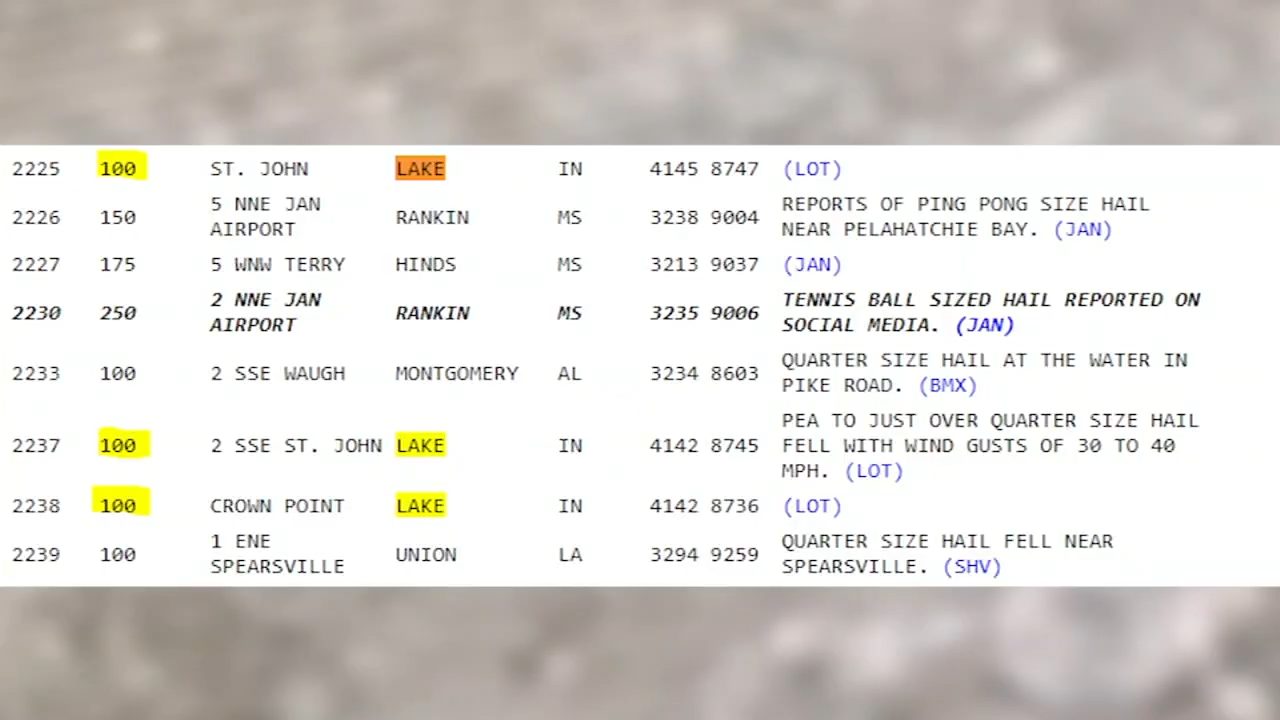 2225 100 ST. JOHN LAKE IN 4145 8747 (LOT)
2226 150 5 NNE JAN AIRPORT RANKIN MS 3238 9004 REPORTS OF PING PONG SIZE HAIL
NEAR PELAHATCHIE BAY. (JAN)
2227 175 5 WNW TERRY HINDS MS 3213 9037 (JAN)
2230 250 2 NNE JAN AIRPORT RANKIN MS 3235 9006 TENNIS BALL SIZED HAIL REPORTED ON
SOCIAL MEDIA. (JAN)
2233 100 2 SSE WAUGH MONTGOMERY AL 3234 8603 QUARTER SIZE HAIL AT THE WATER IN
PIKE ROAD. (BMX)
2237 100 2 SSE ST. JOHN LAKE IN 4142 8745 PEA TO JUST OVER QUARTER SIZE HAIL
FELL WITH WIND GUSTS OF 30 TO 40
MPH. (LOT)
2238 100 CROWN POINT LAKE IN 4142 8736 (LOT)
2239 100 1 ENE SPEARSVILLE UNION LA 3294 9259 QUARTER SIZE HAIL FELL NEAR
SPEARSVILLE. (SHV)